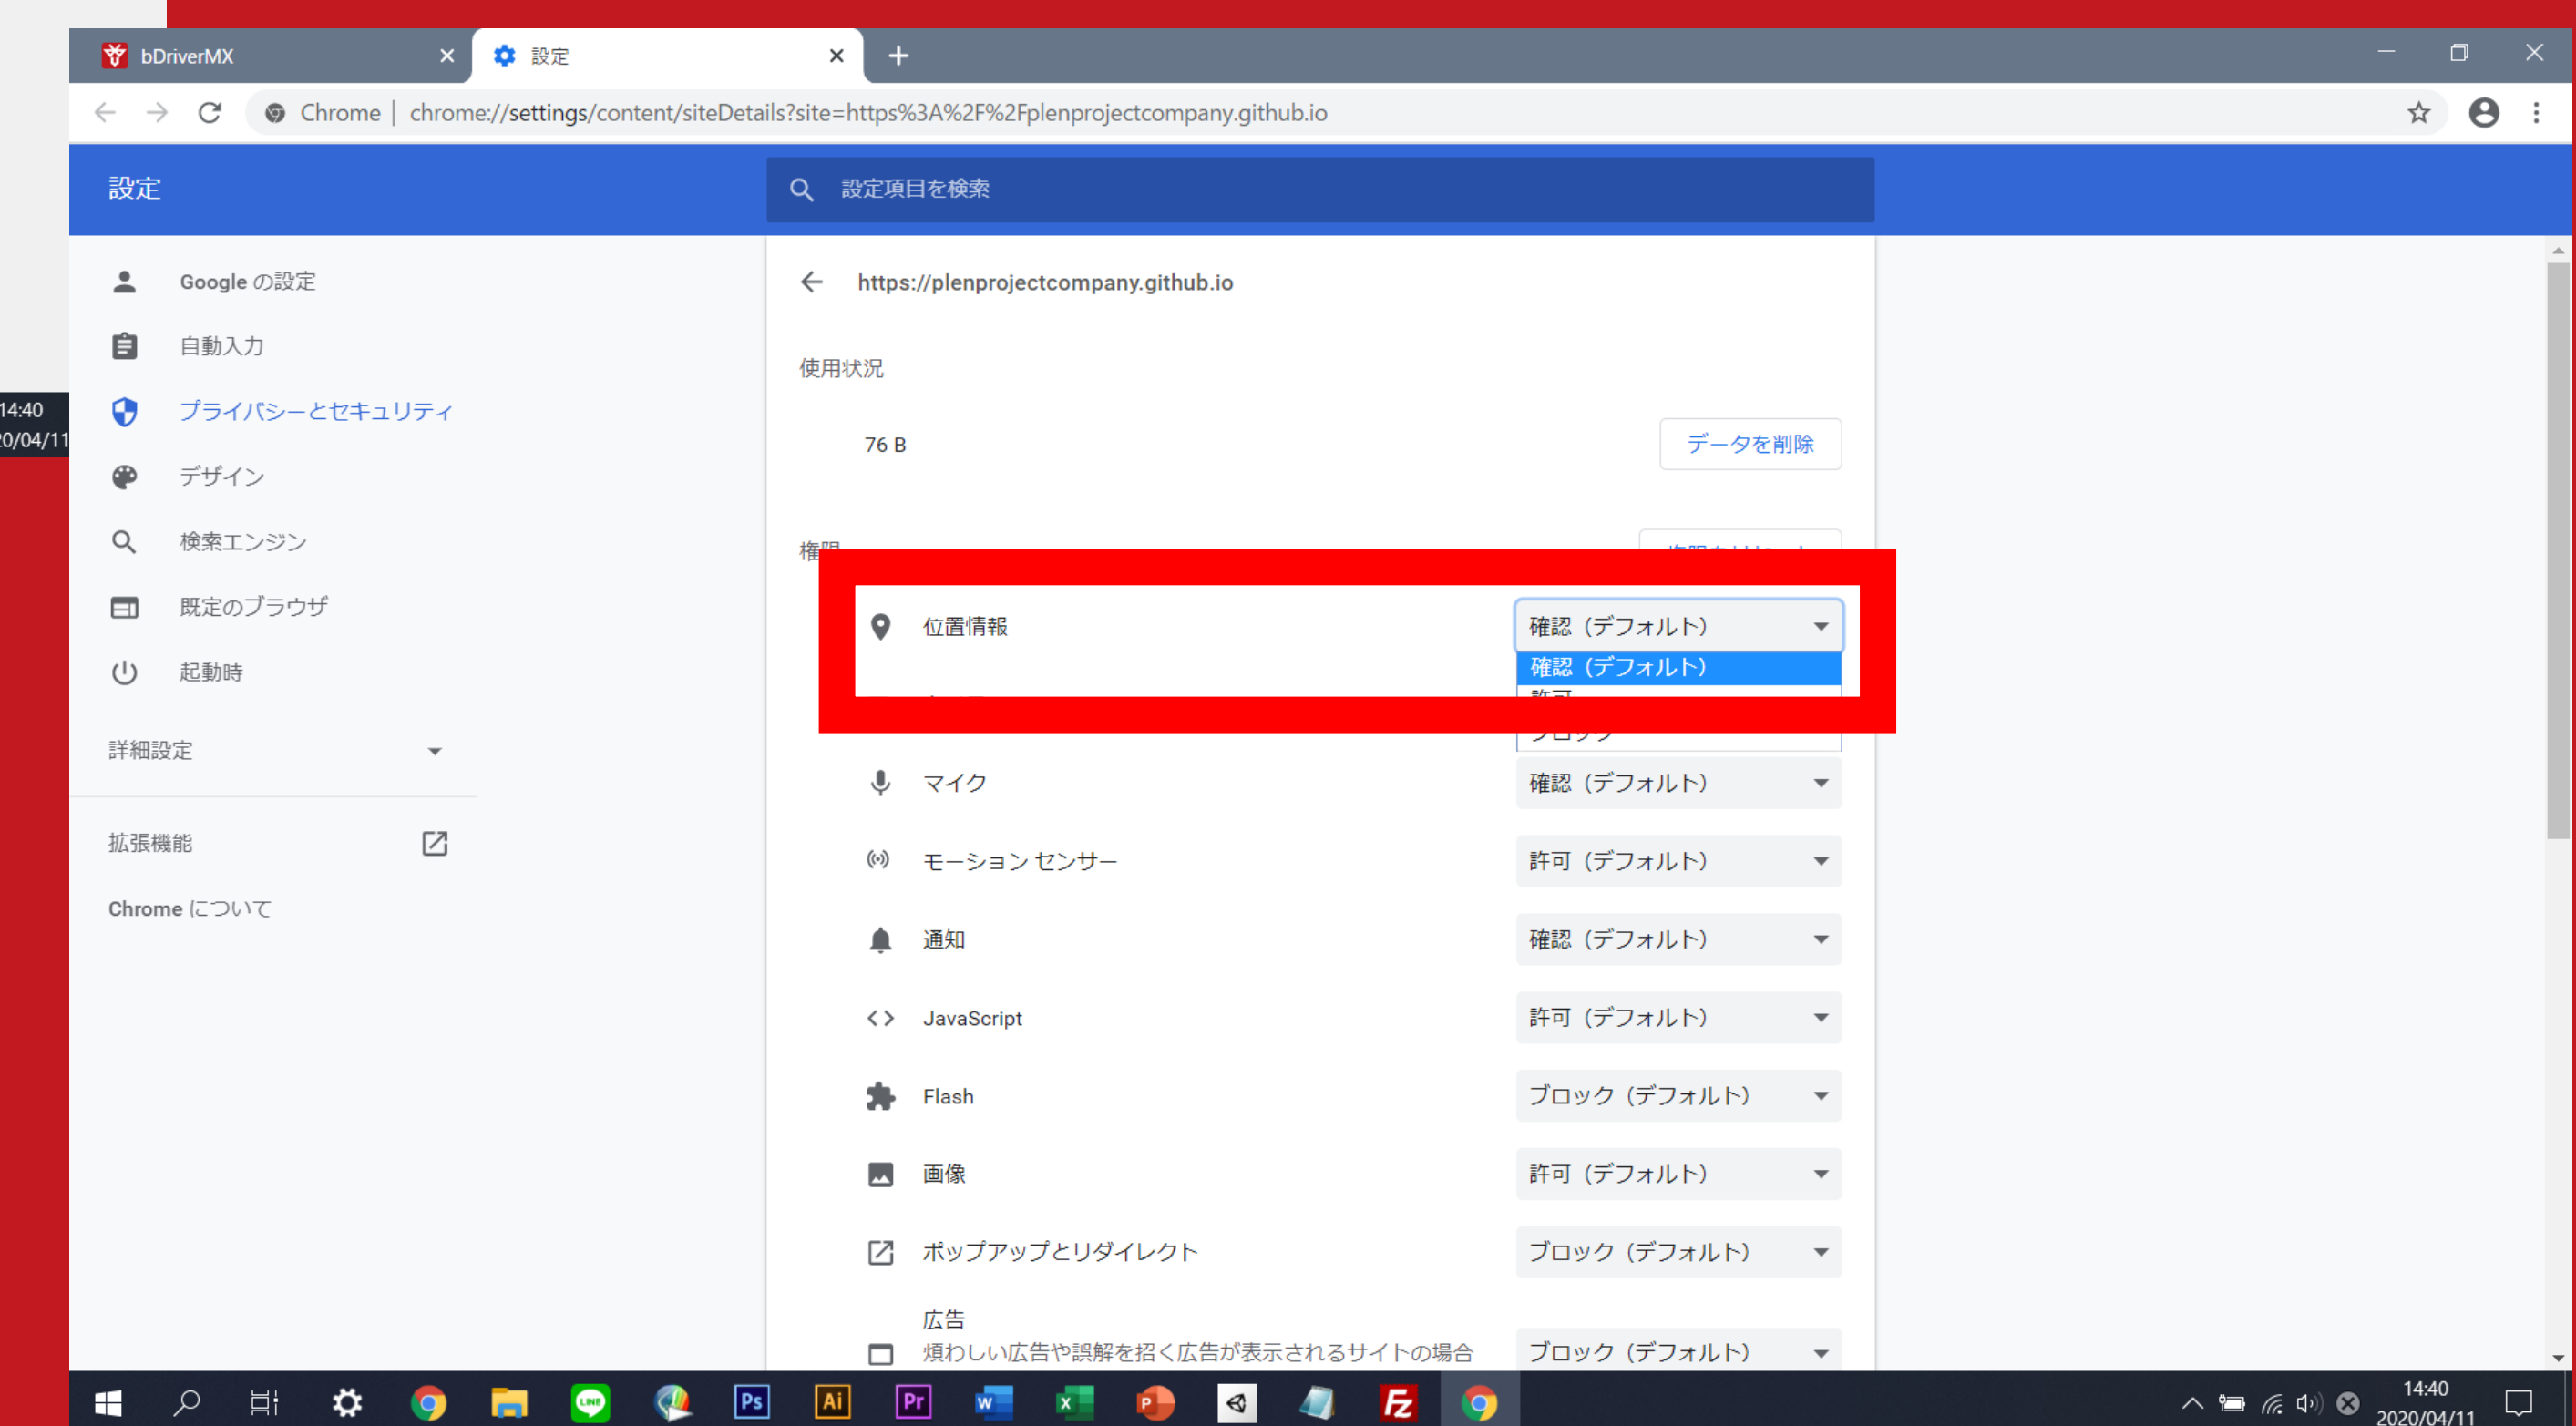 bDriverMX
設定
Chrome | chrome://settings/content/siteDetails?site=https%3A%2F%2Fplenprojectcompany.github.io
設定
設定項目を検索
Google の設定
自動入力
プライバシーとセキュリティ
デザイン
検索エンジン
既定のブラウザ
起動時
詳細設定
拡張機能
Chrome について
14:40
20/04/11
https://plenprojectcompany.github.io
使用状況
76 B
データを削除
位置情報
確認（デフォルト）
確認（デフォルト）
マイク
確認（デフォルト）
モーション センサー
許可（デフォルト）
通知
確認（デフォルト）
JavaScript
許可（デフォルト）
Flash
ブロック（デフォルト）
画像
許可（デフォルト）
ポップアップとリダイレクト
ブロック（デフォルト）
広告
煩わしい広告や誤解を招く広告が表示されるサイトの場合
ブロック（デフォルト）
LINE
Ps
Ai
Pr
W
X
P
Fz
14:40
2020/04/11